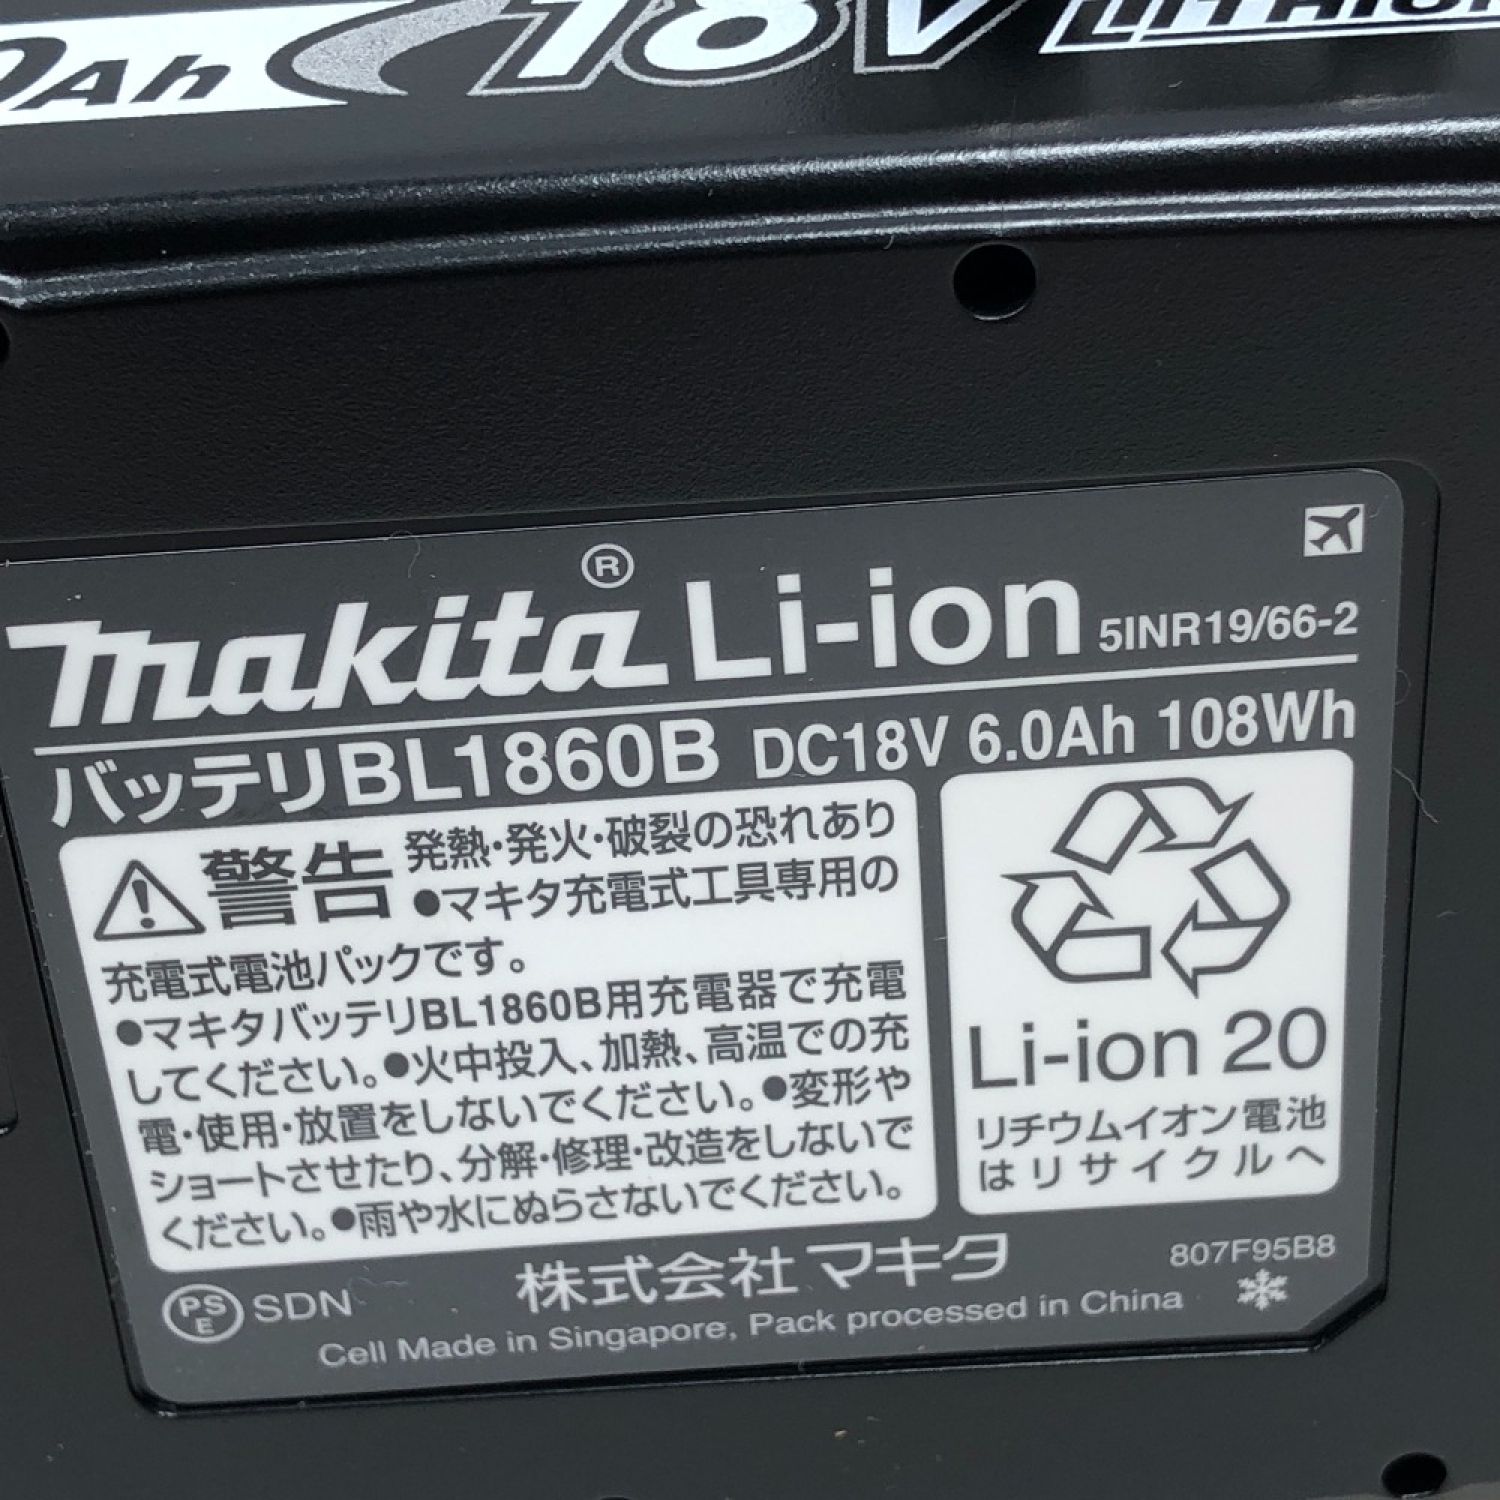 Ah 18V LITHIUM
makita® Li-ion 5INR19/66-2
バッテリBL1860B DC18V 6.0Ah 108Wh
警告 発熱・発火・破裂の恐れあり
●マキタ充電式工具専用の
充電式電池パックです。
●マキタバッテリBL1860B用充電器で充電
してください。●火中投入、加熱、高温での充
電・使用・放置をしないでください。●変形や
ショートさせたり、分解・修理・改造をしないで
ください。●雨や水にぬらさないでください。
Li-ion 20
リチウムイオン電池
はリサイクルへ
株式会社マキタ
807F95B8
PSE SDN
Cell Made in Singapore, Pack processed in China